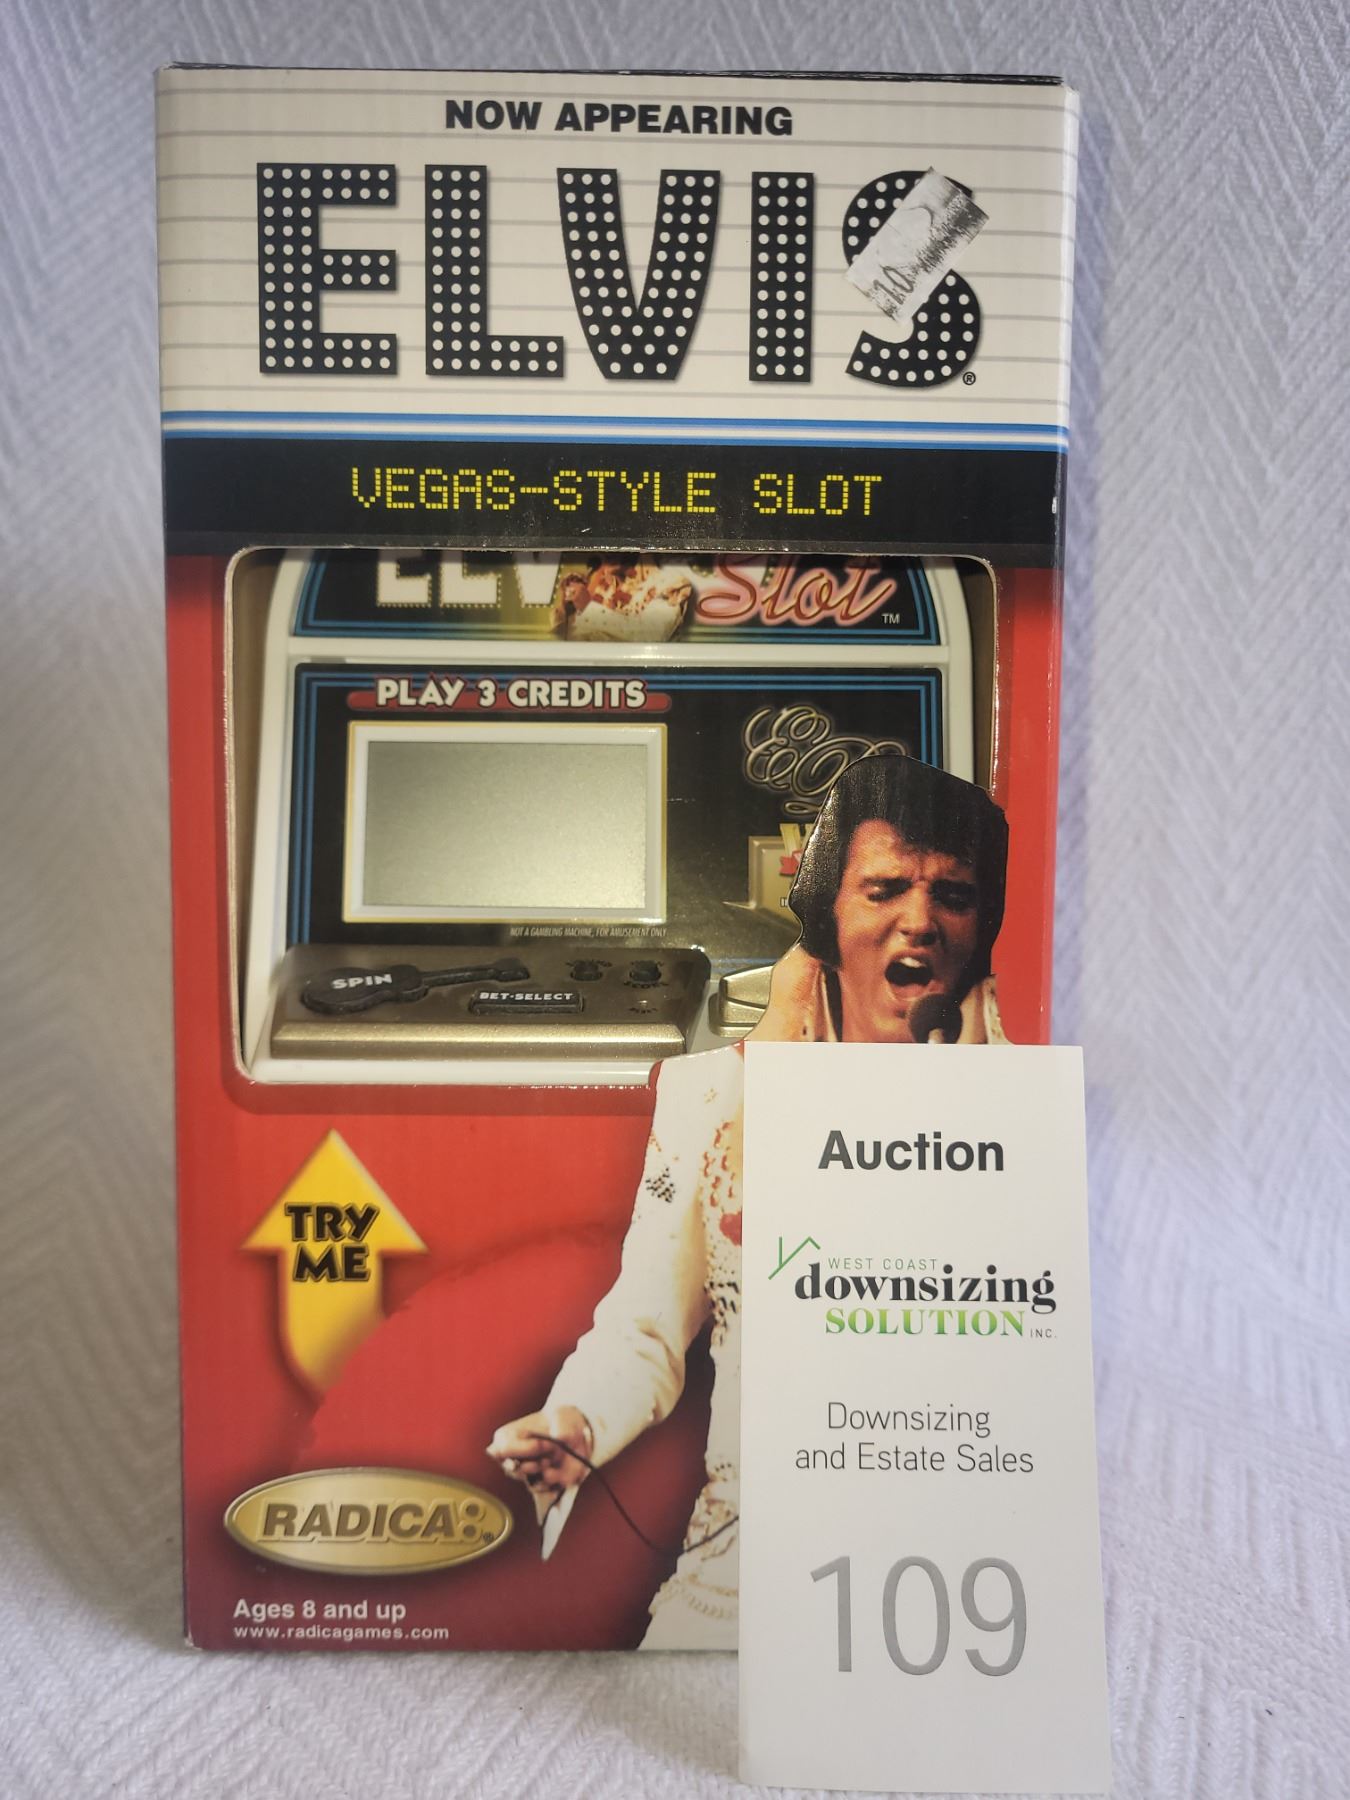 NOW APPEARING
ELVIS®
VEGAS-STYLE SLOT
Slot™
PLAY 3 CREDITS
NOT A GAMBLING MACHINE, FOR AMUSEMENT ONLY
SPIN
BET-SELECT
TRY
ME
RADICA®
Ages 8 and up
www.radicagames.com
Auction
WEST COAST
downsizing
SOLUTION INC.
Downsizing
and Estate Sales
109